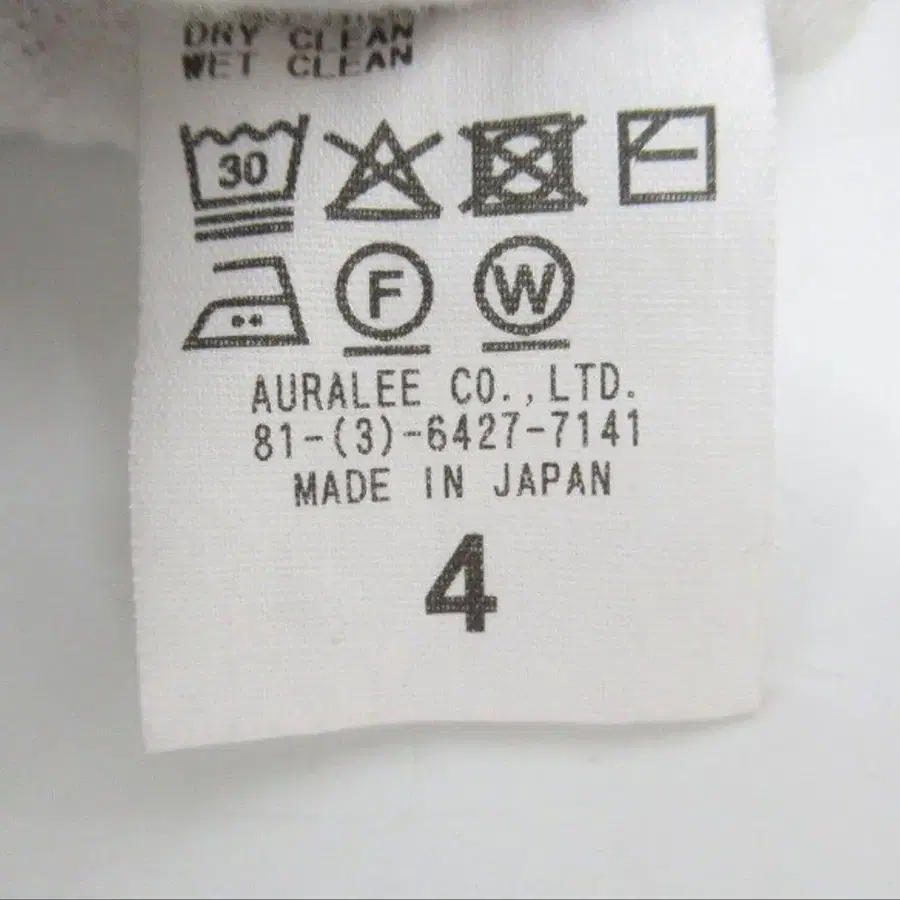 DRY CLEAN
WET CLEAN
30
F W
AURALEE CO.,LTD.
81-(3)-6427-7141
MADE IN JAPAN
4